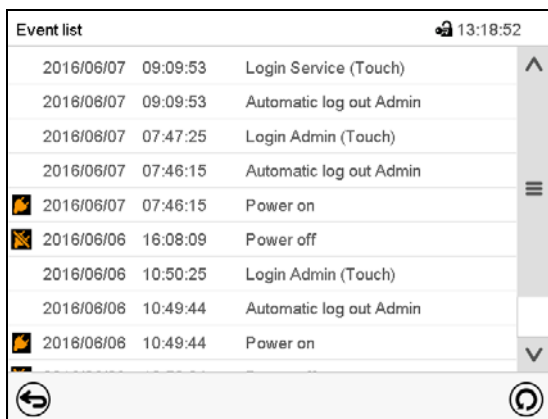 Event list 13:18:52
2016/06/07 09:09:53 Login Service (Touch)
2016/06/07 09:09:53 Automatic log out Admin
2016/06/07 07:47:25 Login Admin (Touch)
2016/06/07 07:46:15 Automatic log out Admin
2016/06/07 07:46:15 Power on
2016/06/06 16:08:09 Power off
2016/06/06 10:50:25 Login Admin (Touch)
2016/06/06 10:49:44 Automatic log out Admin
2016/06/06 10:49:44 Power on